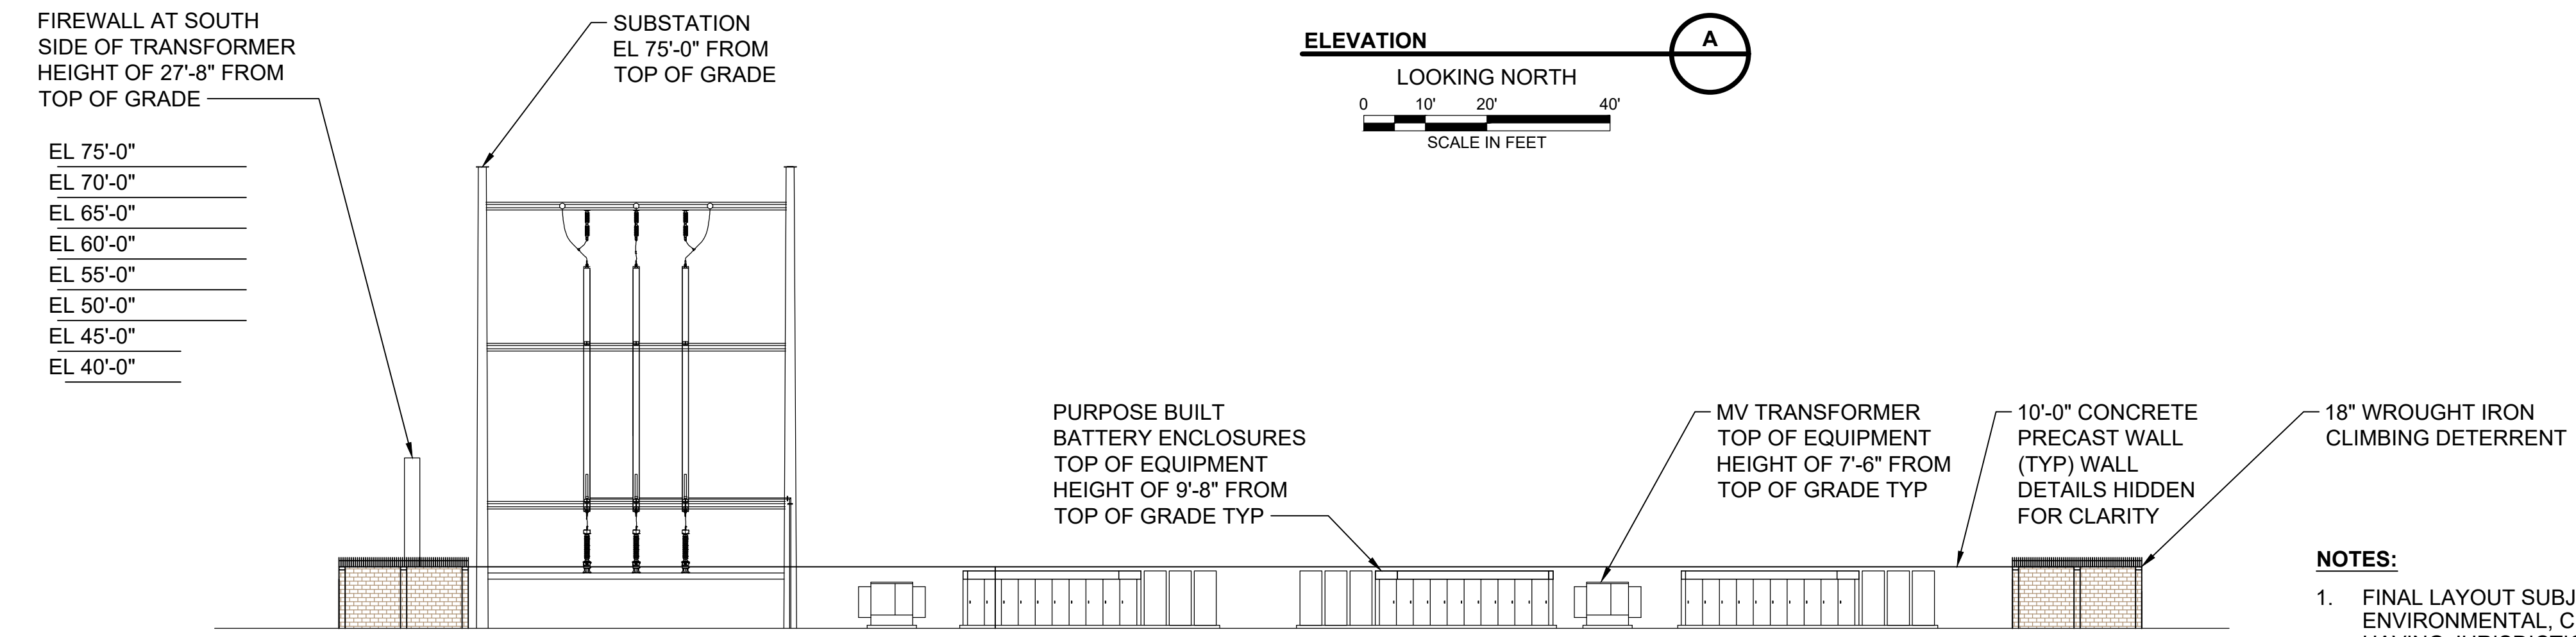 FIREWALL AT SOUTH
SIDE OF TRANSFORMER
HEIGHT OF 27'-8" FROM
TOP OF GRADE
SUBSTATION
EL 75'-0" FROM
TOP OF GRADE
ELEVATION
A
LOOKING NORTH
0 10' 20' 40'
SCALE IN FEET
EL 75'-0"
EL 70'-0"
EL 65'-0"
EL 60'-0"
EL 55'-0"
EL 50'-0"
EL 45'-0"
EL 40'-0"
PURPOSE BUILT
BATTERY ENCLOSURES
TOP OF EQUIPMENT
HEIGHT OF 9'-8" FROM
TOP OF GRADE TYP
MV TRANSFORMER
TOP OF EQUIPMENT
HEIGHT OF 7'-6" FROM
TOP OF GRADE TYP
10'-0" CONCRETE
PRECAST WALL
(TYP) WALL
DETAILS HIDDEN
FOR CLARITY
18" WROUGHT IRON
CLIMBING DETERRENT
NOTES:
1. FINAL LAYOUT SUBJ
ENVIRONMENTAL, C